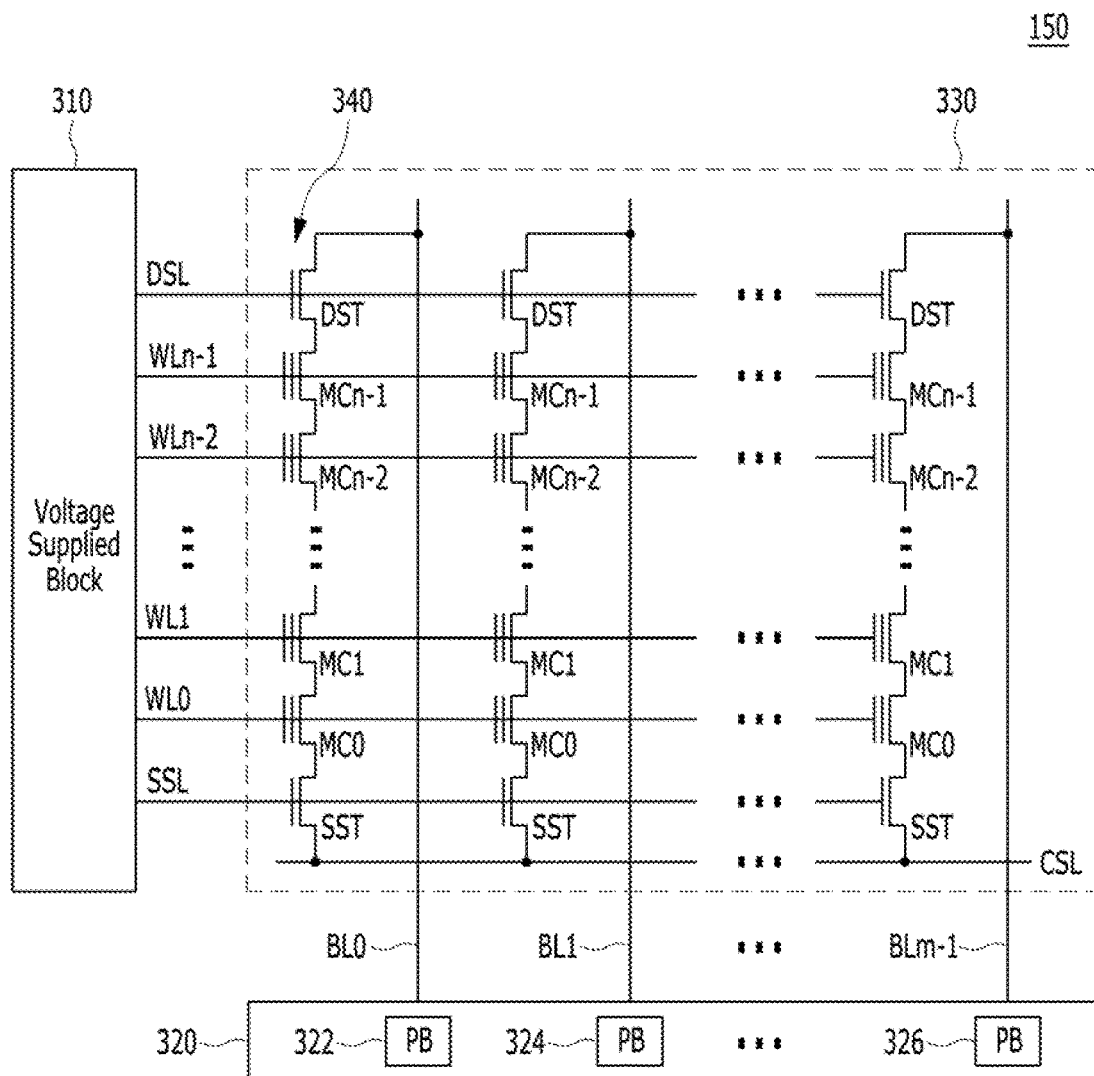 150
310
340
330
DSL
DST DST DST
WLn-1
MCn-1 MCn-1 MCn-1
WLn-2
MCn-2 MCn-2 MCn-2
Voltage
Supplied
Block
WL1
MC1 MC1 MC1
WL0
MC0 MC0 MC0
SSL
SST SST SST
CSL
BL0 BL1 BLm-1
320 322 PB 324 PB 326 PB